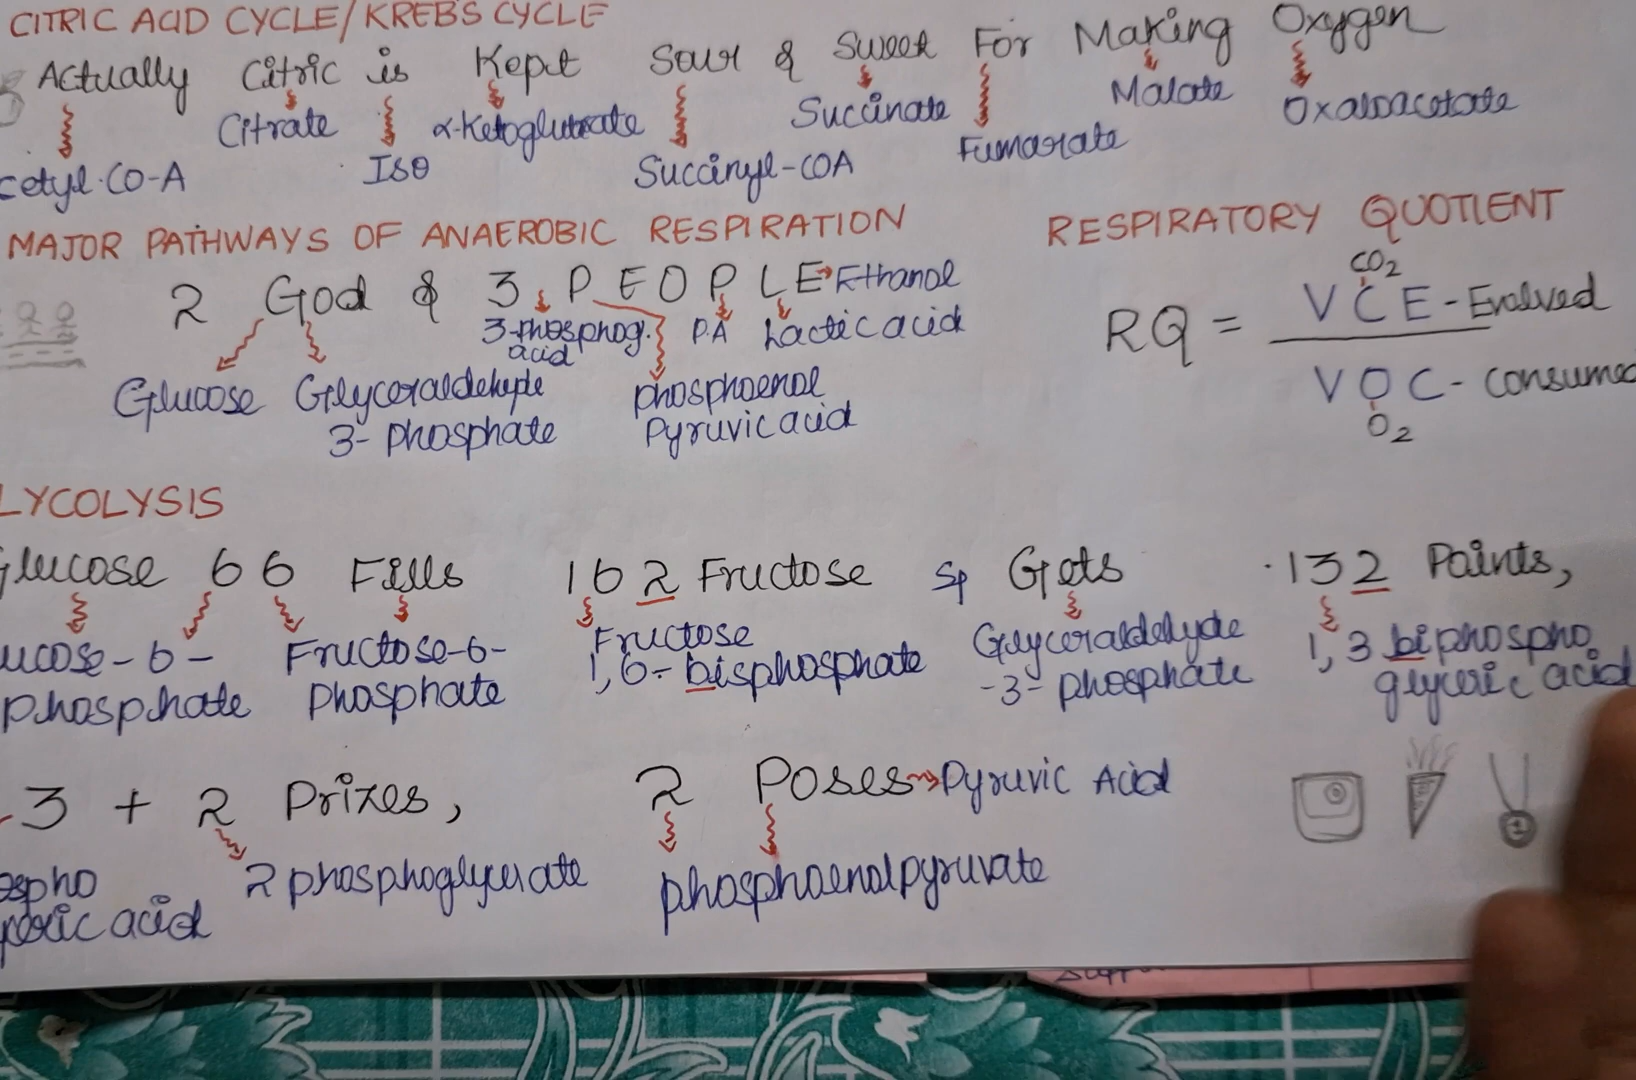 CITRIC ACID CYCLE/KREB'S CYCLE
Actually Citric is Kept Sour & Sweet For Making Oxygen
cetyl-CO-A Citrate Iso α-Ketoglutarate Succinyl-COA Succinate Fumarate Malate Oxaloacetate
MAJOR PATHWAYS OF ANAEROBIC RESPIRATION
2 God & 3 PEOPLE Ethanol
3-Phosphog. acid P.A Lactic acid
Glucose Glyceraldehyde 3-phosphate phosphoenol Pyruvic acid
RESPIRATORY QUOTIENT
CO2
RQ = VCE - Evolved
VOC - consumed
O2
LYCOLYSIS
Glucose 66 Fills 162 Fructose Sp Gets 132 Points,
ucose-6- Fructose-6- Fructose Glyceraldehyde 1,3 biphospho
phosphate phosphate 1,6-bisphosphate -3-phosphate glyceric acid
3 + 2 Prizes, 2 Poses Pyruvic Acid
ospho 2 phosphoglycerate phosphoenolpyruvate
ric acid